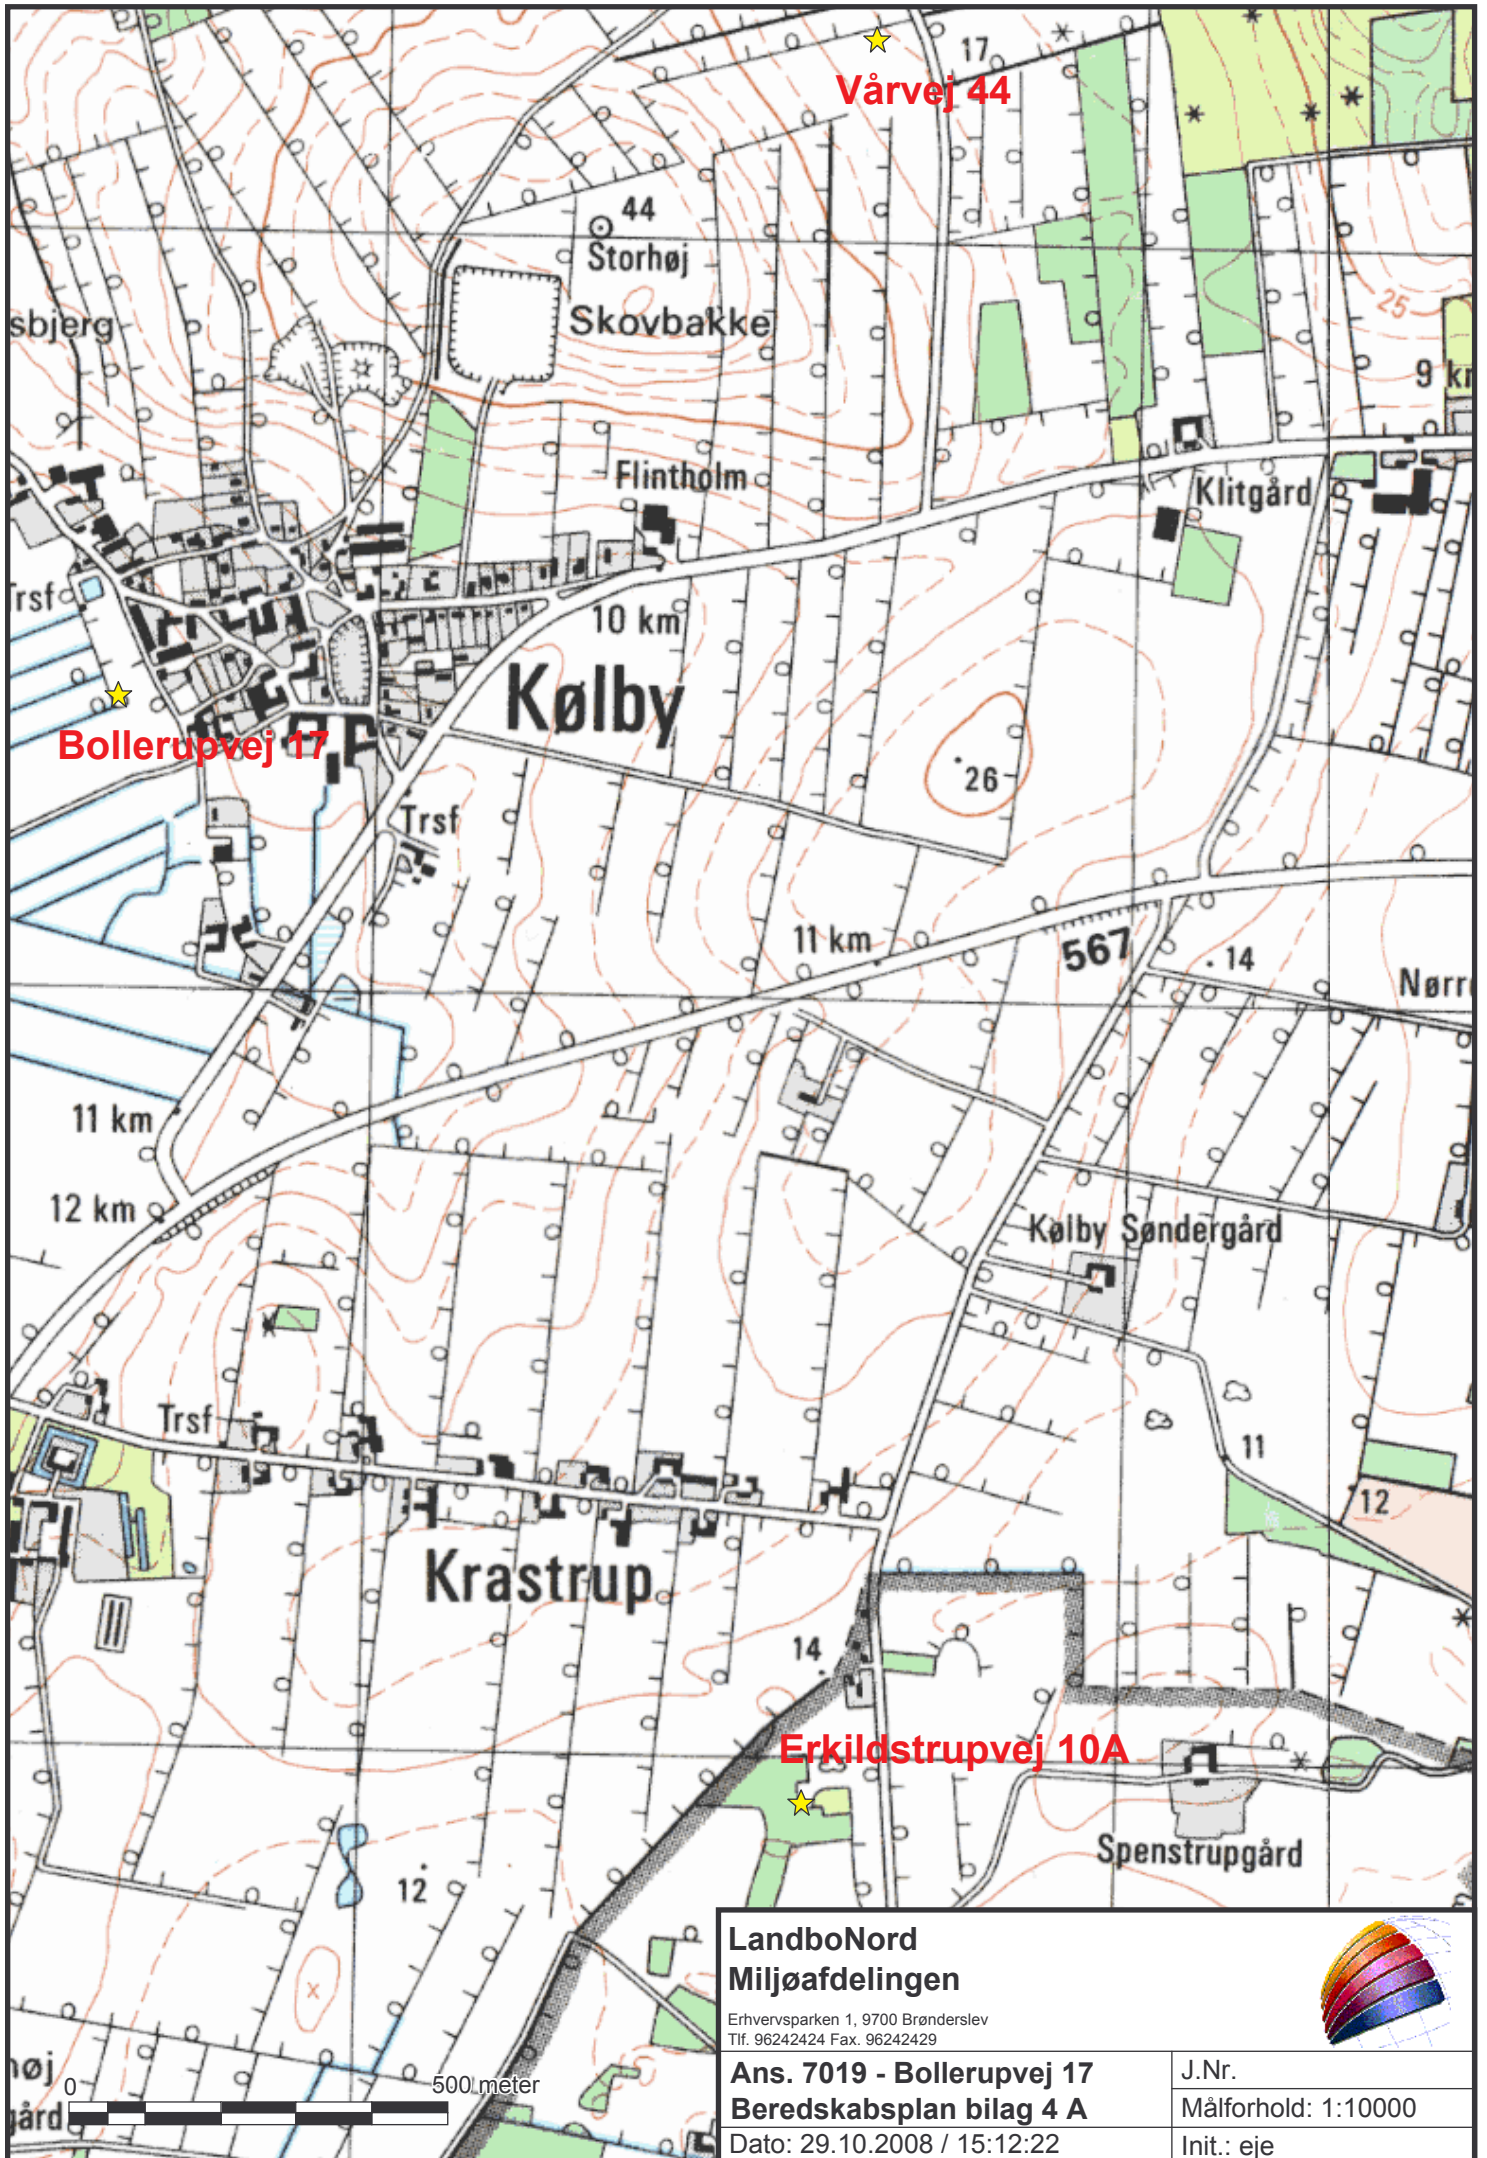 17
Vårvej 44
44
Storhøj
Skovbakke
sbjerg
25
9 kr
Flintholm
Klitgård
Trsf
10 km
Kølby
Bollerupvej 17
26
Trsf
11 km
567
14
Nørr
11 km
12 km
Kølby Søndergård
Trsf
11
12
Krastrup
14
Erkildstrupvej 10A
Spenstrupgård
12
x
LandboNord
Miljøafdelingen
Erhvervsparken 1, 9700 Brønderslev
Tlf. 96242424 Fax. 96242429
Ans. 7019 - Bollerupvej 17
J.Nr.
Beredskabsplan bilag 4 A
Målforhold: 1:10000
Dato: 29.10.2008 / 15:12:22
Init.: eje
øj
gård
0
500 meter